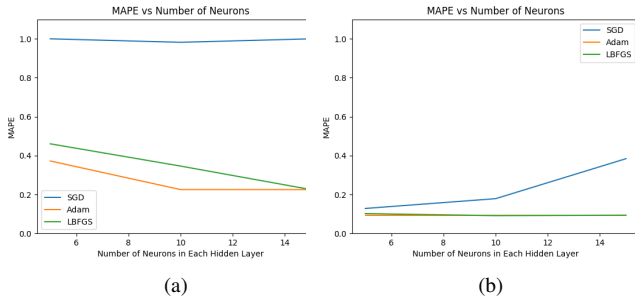 MAPE vs Number of Neurons
1.0
0.8
0.6
0.4
0.2
0.0
MAPE
SGD
Adam
LBFGS
6 8 10 12 14
Number of Neurons in Each Hidden Layer
(a)
MAPE vs Number of Neurons
1.0
0.8
0.6
0.4
0.2
0.0
MAPE
SGD
Adam
LBFGS
6 8 10 12 14
Number of Neurons in Each Hidden Layer
(b)